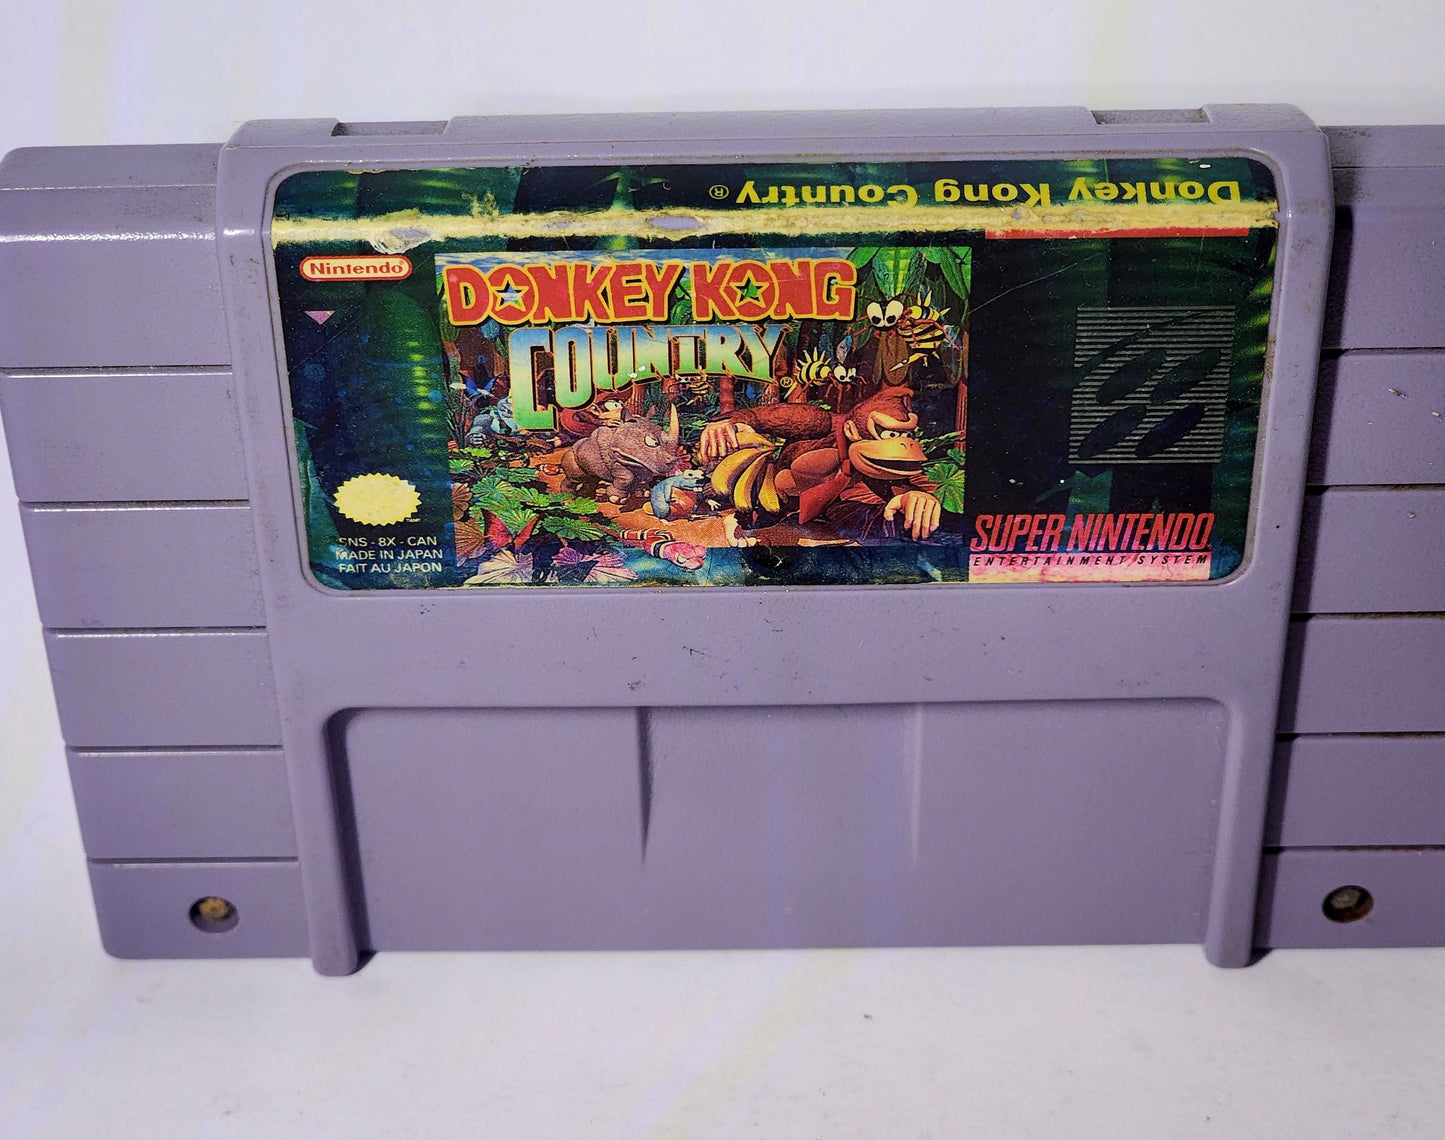 Donkey Kong Country ®
Nintendo®
DONKEY KONG
COUNTRY®
SNS - 8X - CAN
MADE IN JAPAN
FAIT AU JAPON
SUPER NINTENDO
ENTERTAINMENT SYSTEM